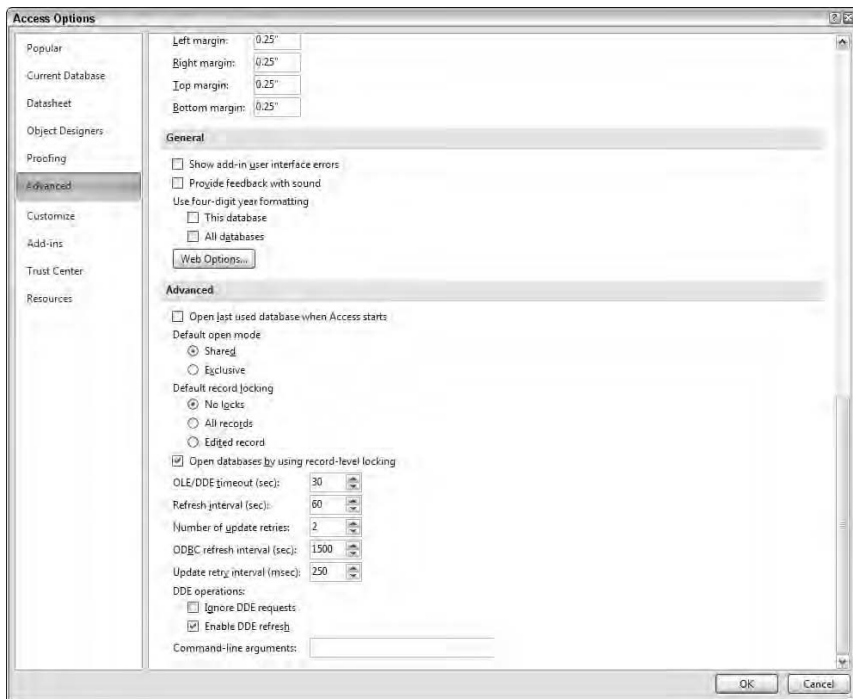 Access Options
Popular
Current Database
Datasheet
Object Designers
Proofing
Advanced
Customize
Add-ins
Trust Center
Resources
Left margin: 0.25"
Right margin: 0.25"
Top margin: 0.25"
Bottom margin: 0.25"
General
Show add-in user interface errors
Provide feedback with sound
Use four-digit year formatting
This database
All databases
Web Options...
Advanced
Open last used database when Access starts
Default open mode
Shared
Exclusive
Default record locking
No locks
All records
Edited record
Open databases by using record-level locking
OLE/DDE timeout (sec): 30
Refresh interval (sec): 60
Number of update retries: 2
ODBC refresh interval (sec): 1500
Update retry interval (msec): 250
DDE operations:
Ignore DDE requests
Enable DDE refresh
Command-line arguments:
OK Cancel